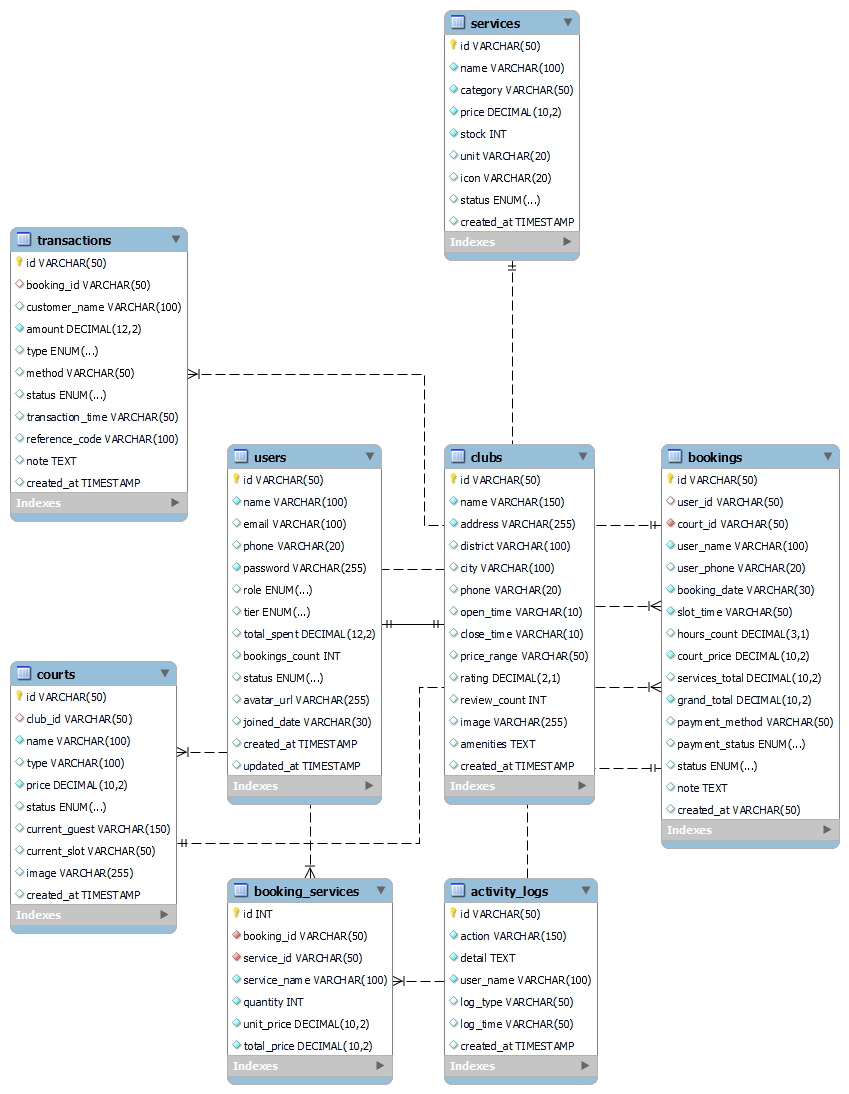 services
id VARCHAR(50)
name VARCHAR(100)
category VARCHAR(50)
price DECIMAL(10,2)
stock INT
unit VARCHAR(20)
icon VARCHAR(20)
status ENUM(...)
created_at TIMESTAMP
Indexes
transactions
id VARCHAR(50)
booking_id VARCHAR(50)
customer_name VARCHAR(100)
amount DECIMAL(12,2)
type ENUM(...)
method VARCHAR(50)
status ENUM(...)
transaction_time VARCHAR(50)
reference_code VARCHAR(100)
note TEXT
created_at TIMESTAMP
Indexes
users
id VARCHAR(50)
name VARCHAR(100)
email VARCHAR(100)
phone VARCHAR(20)
password VARCHAR(255)
role ENUM(...)
tier ENUM(...)
total_spent DECIMAL(12,2)
bookings_count INT
status ENUM(...)
avatar_url VARCHAR(255)
joined_date VARCHAR(30)
created_at TIMESTAMP
updated_at TIMESTAMP
Indexes
clubs
id VARCHAR(50)
name VARCHAR(150)
address VARCHAR(255)
district VARCHAR(100)
city VARCHAR(100)
phone VARCHAR(20)
open_time VARCHAR(10)
close_time VARCHAR(10)
price_range VARCHAR(50)
rating DECIMAL(2,1)
review_count INT
image VARCHAR(255)
amenities TEXT
created_at TIMESTAMP
Indexes
bookings
id VARCHAR(50)
user_id VARCHAR(50)
court_id VARCHAR(50)
user_name VARCHAR(100)
user_phone VARCHAR(20)
booking_date VARCHAR(30)
slot_time VARCHAR(50)
hours_count DECIMAL(3,1)
court_price DECIMAL(10,2)
services_total DECIMAL(10,2)
grand_total DECIMAL(10,2)
payment_method VARCHAR(50)
payment_status ENUM(...)
status ENUM(...)
note TEXT
created_at VARCHAR(50)
Indexes
courts
id VARCHAR(50)
club_id VARCHAR(50)
name VARCHAR(100)
type VARCHAR(100)
price DECIMAL(10,2)
status ENUM(...)
current_guest VARCHAR(150)
current_slot VARCHAR(50)
image VARCHAR(255)
created_at TIMESTAMP
Indexes
booking_services
id INT
booking_id VARCHAR(50)
service_id VARCHAR(50)
service_name VARCHAR(100)
quantity INT
unit_price DECIMAL(10,2)
total_price DECIMAL(10,2)
Indexes
activity_logs
id VARCHAR(50)
action VARCHAR(150)
detail TEXT
user_name VARCHAR(100)
log_type VARCHAR(50)
log_time VARCHAR(50)
created_at TIMESTAMP
Indexes